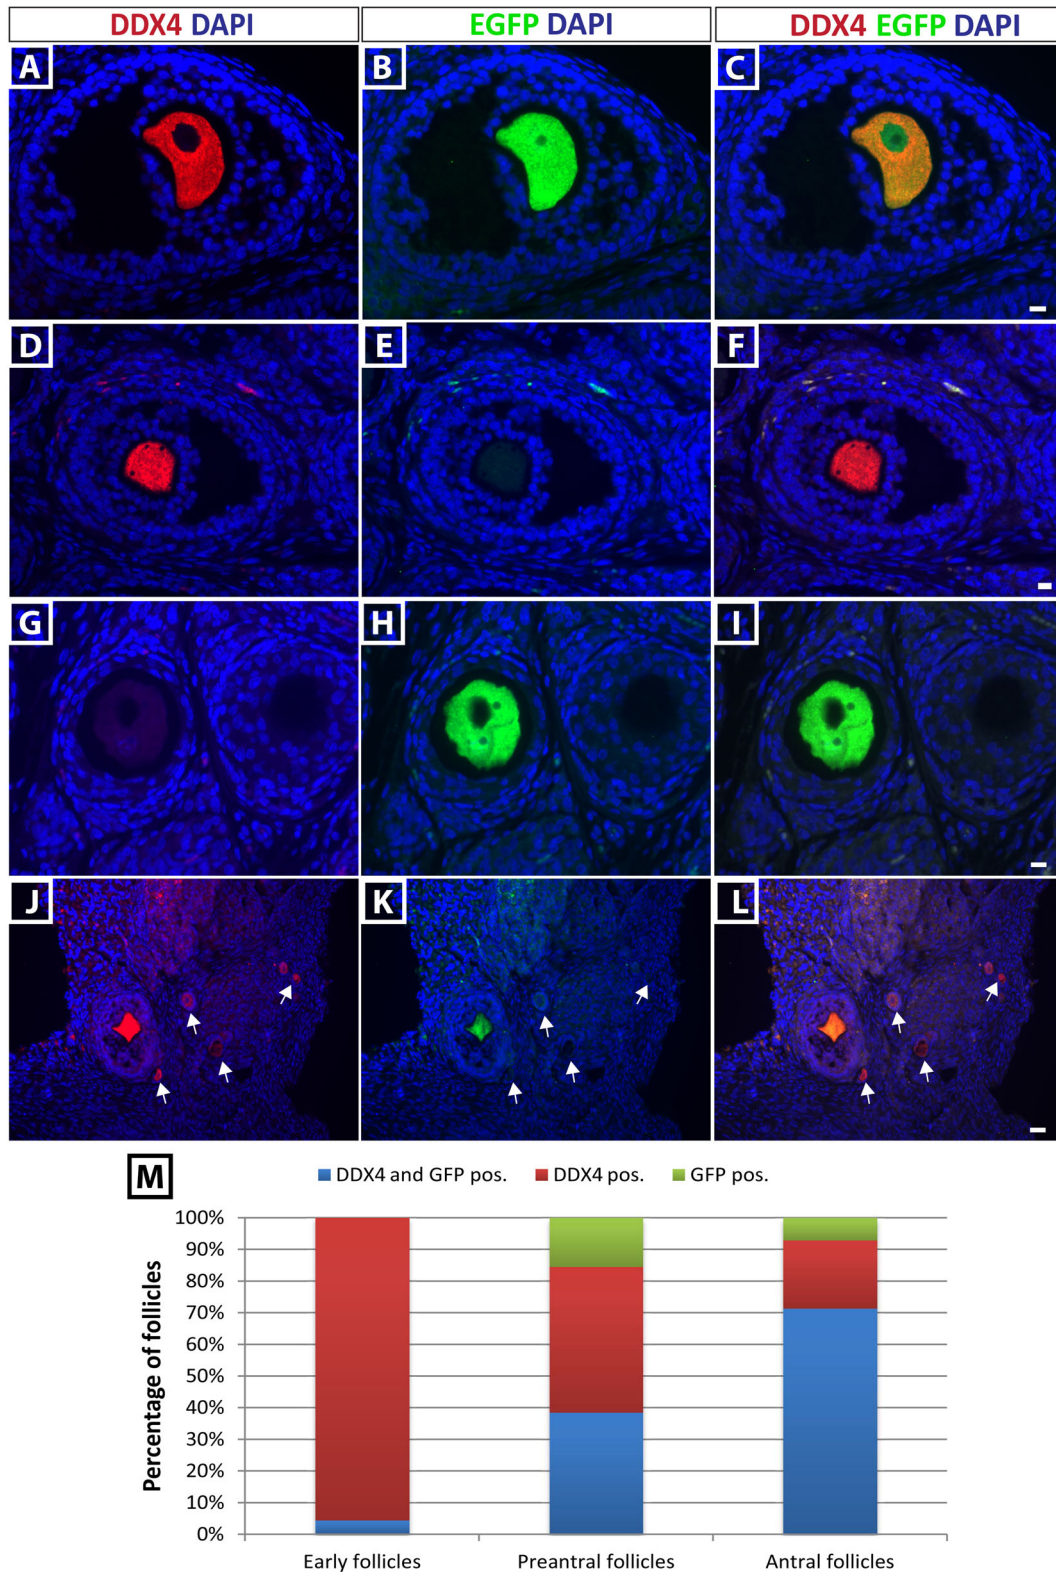 DDX4 DAPI
EGFP DAPI
DDX4 EGFP DAPI
A
B
C
D
E
F
G
H
I
J
K
L
M
DDX4 and GFP pos.
DDX4 pos.
GFP pos.
100%
90%
80%
70%
60%
50%
40%
30%
20%
10%
0%
Percentage of follicles
Early follicles
Preantral follicles
Antral follicles